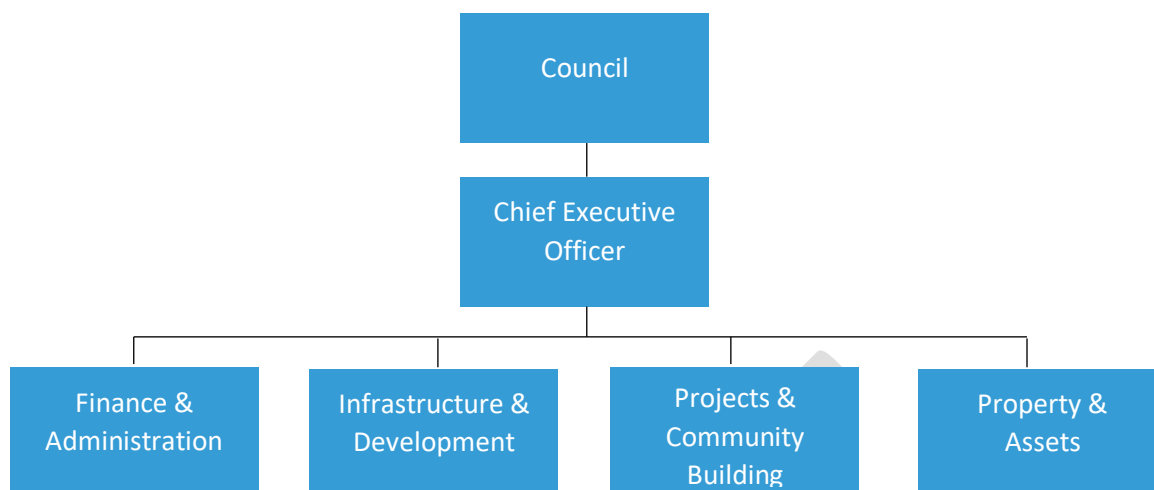 Council
Chief Executive
Officer
Finance &
Administration
Infrastructure &
Development
Projects &
Community
Building
Property &
Assets